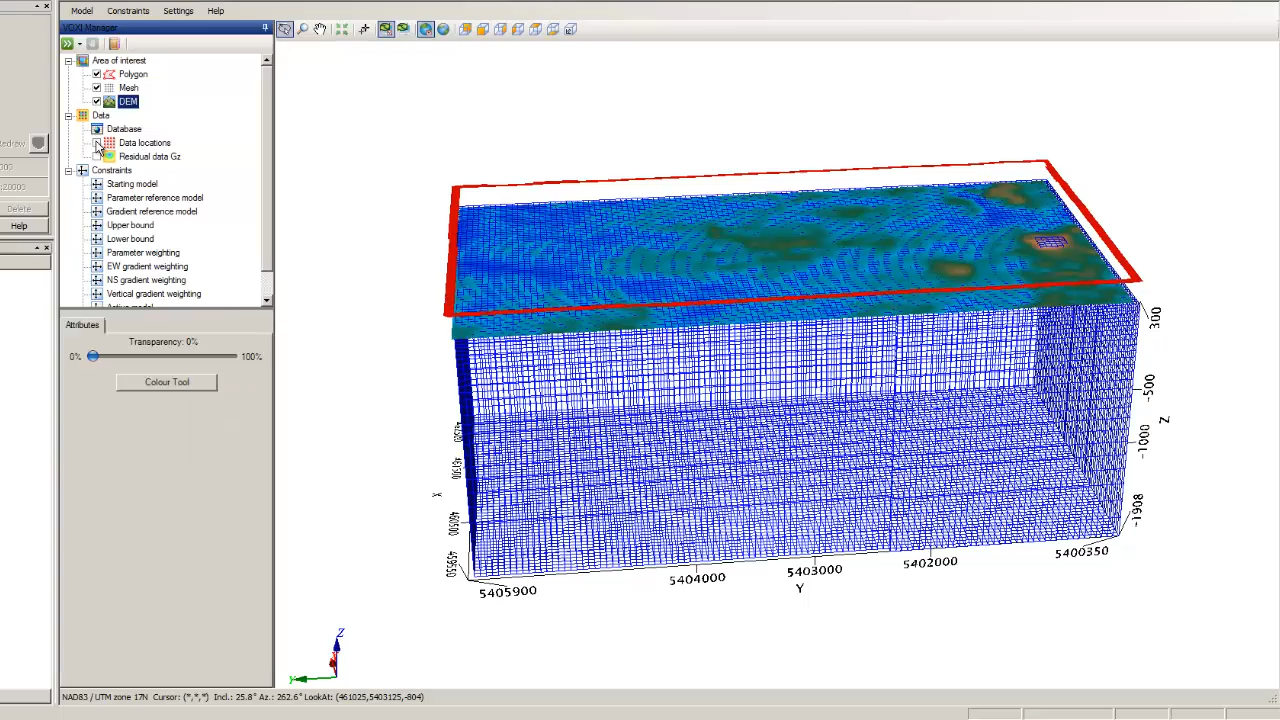 Model Constraints Settings Help
VOXI Manager
Area of interest
Polygon
Mesh
DEM
Data
Database
Data locations
Residual data Gz
Constraints
Starting model
Parameter reference model
Gradient reference model
Upper bound
Lower bound
Parameter weighting
EW gradient weighting
NS gradient weighting
Vertical gradient weighting
Delete
Help
Attributes
Transparency: 0%
0% 100%
Colour Tool
300
-500
Z
-1000
-1908
X
5405900
5404000
5403000
5402000
5400350
Y
Z
Y
NAD83 / UTM zone 17N Cursor: (*,*,*) Incl.: 25.8° Az.: 262.6° LookAt: (461025,5403125,-804)